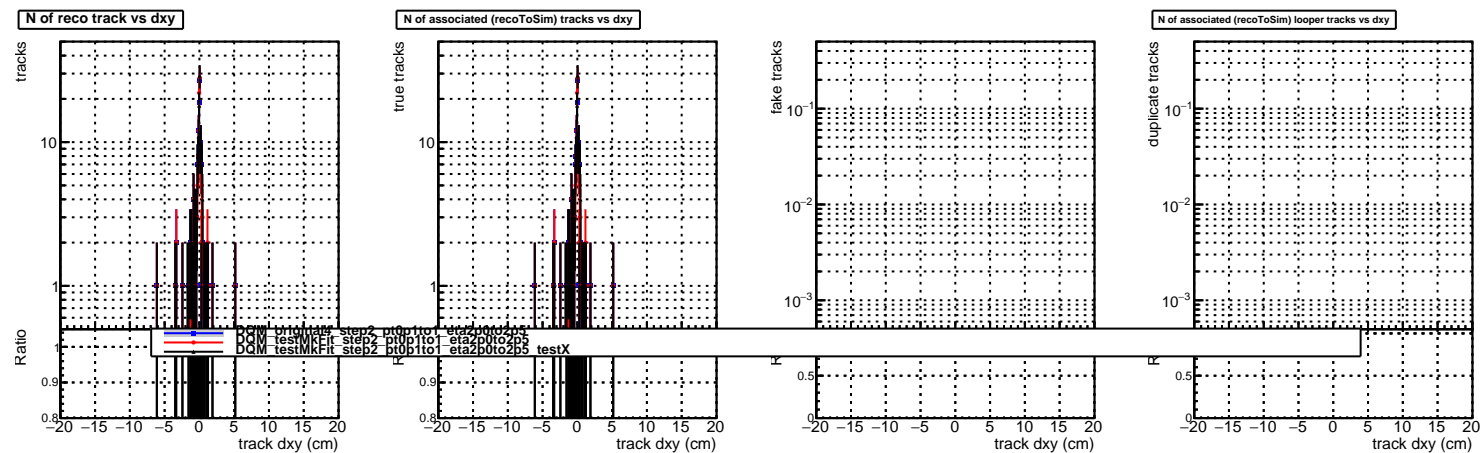 N of reco track vs dxy
tracks
10
1
Ratio
1
0.9
0.8
−20 −15 −10 −5 0 5 10 15 20
track dxy (cm)
N of associated (recoToSim) tracks vs dxy
true tracks
10
1
0.9
0.8
−20 −15 −10 −5 0 5 10 15 20
track dxy (cm)
fake tracks
10−1
10−2
10−3
0.5
0
−20 −15 −10 −5 0 5 10 15 20
track dxy (cm)
N of associated (recoToSim) looper tracks vs dxy
duplicate tracks
10−1
10−2
10−3
0.5
0
−20 −15 −10 −5 0 5 10 15 20
track dxy (cm)
DQM_original4_step2_pt0p1to1_eta2p0to2p5
DQM_testMkFit_step2_pt0p1to1_eta2p0to2p5
DQM_testMkFit_step2_pt0p1to1_eta2p0to2p5_testX